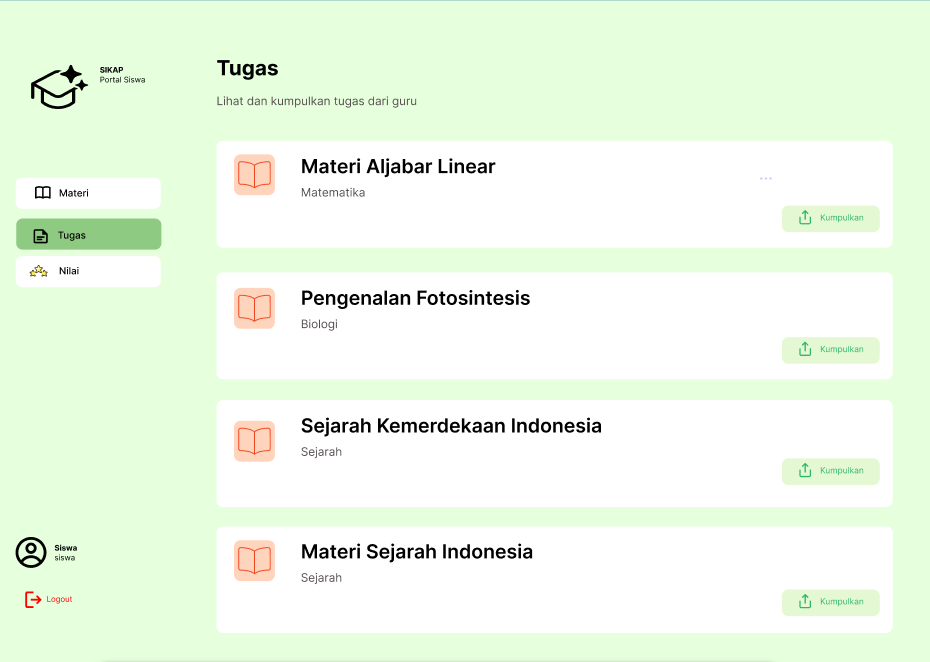 SIKAP
Portal Siswa
Materi
Tugas
Nilai
Siswa
siswa
Logout
Tugas
Lihat dan kumpulkan tugas dari guru
Materi Aljabar Linear
Matematika
...
Kumpulkan
Pengenalan Fotosintesis
Biologi
Kumpulkan
Sejarah Kemerdekaan Indonesia
Sejarah
Kumpulkan
Materi Sejarah Indonesia
Sejarah
Kumpulkan